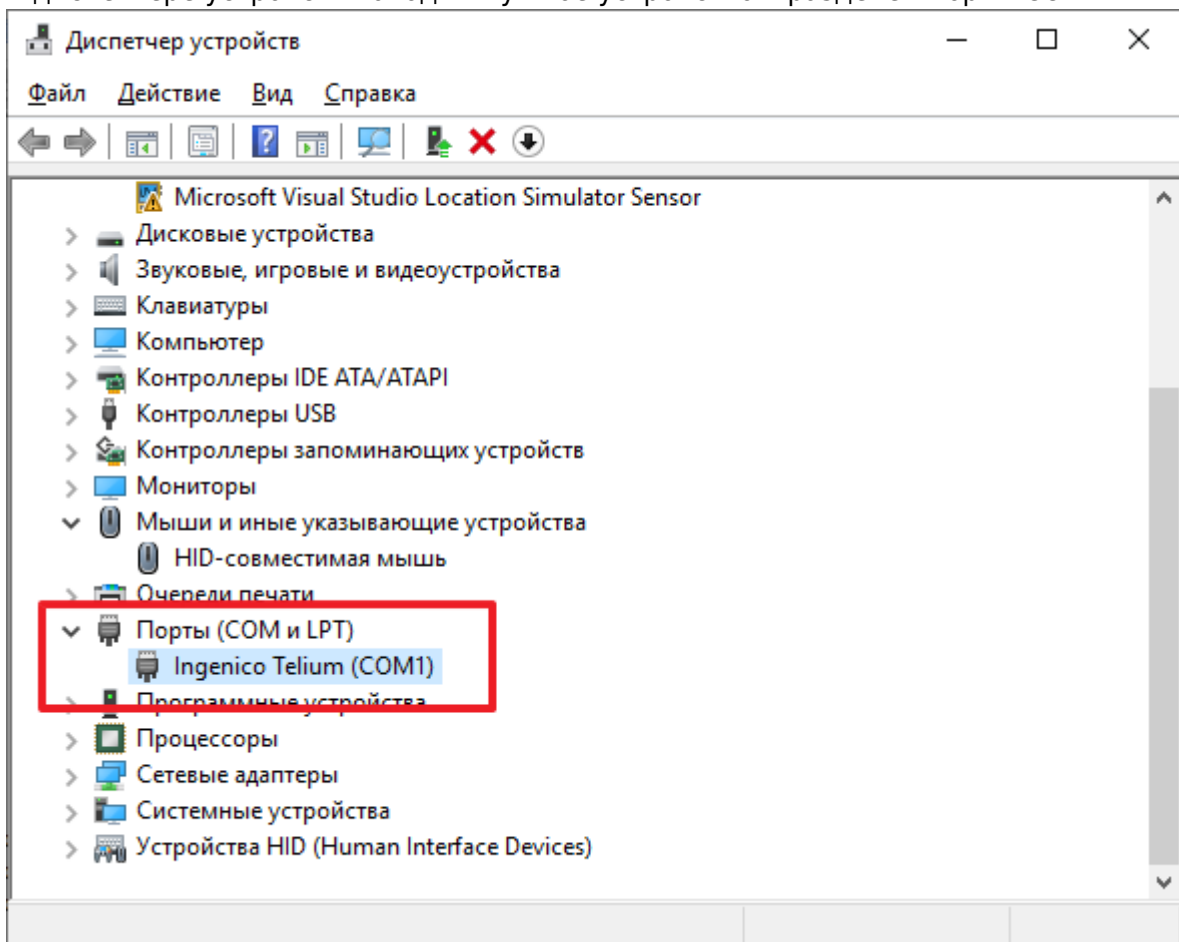 Диспетчер устройств
Файл Действие Вид Справка
Microsoft Visual Studio Location Simulator Sensor
Дисковые устройства
Звуковые, игровые и видеоустройства
Клавиатуры
Компьютер
Контроллеры IDE ATA/ATAPI
Контроллеры USB
Контроллеры запоминающих устройств
Мониторы
Мыши и иные указывающие устройства
HID-совместимая мышь
Очереди печати
Порты (COM и LPT)
Ingenico Telium (COM1)
Программные устройства
Процессоры
Сетевые адаптеры
Системные устройства
Устройства HID (Human Interface Devices)